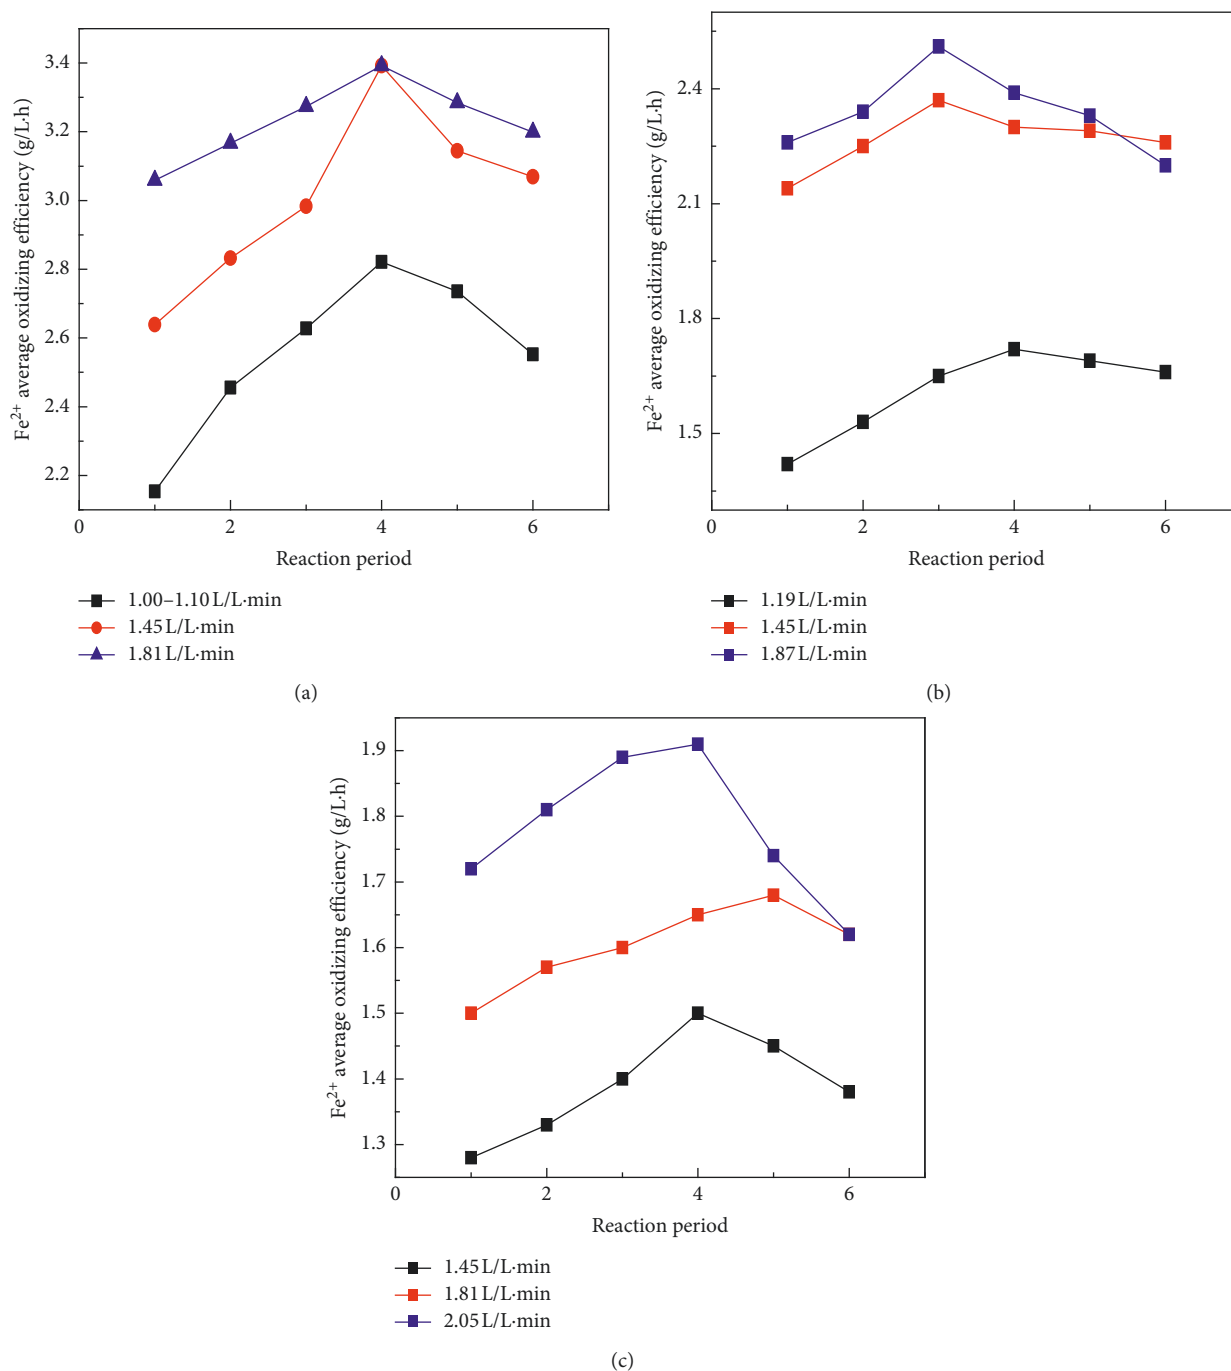 3.4
3.2
3.0
2.8
2.6
2.4
2.2
Fe²⁺ average oxidizing efficiency (g/L·h)
0 2 4 6
Reaction period
1.00–1.10 L/L·min
1.45 L/L·min
1.81 L/L·min
(a)
2.4
2.1
1.8
1.5
Fe²⁺ average oxidizing efficiency (g/L·h)
0 2 4 6
Reaction period
1.19 L/L·min
1.45 L/L·min
1.87 L/L·min
(b)
1.9
1.8
1.7
1.6
1.5
1.4
1.3
Fe²⁺ average oxidizing efficiency (g/L·h)
0 2 4 6
Reaction period
1.45 L/L·min
1.81 L/L·min
2.05 L/L·min
(c)